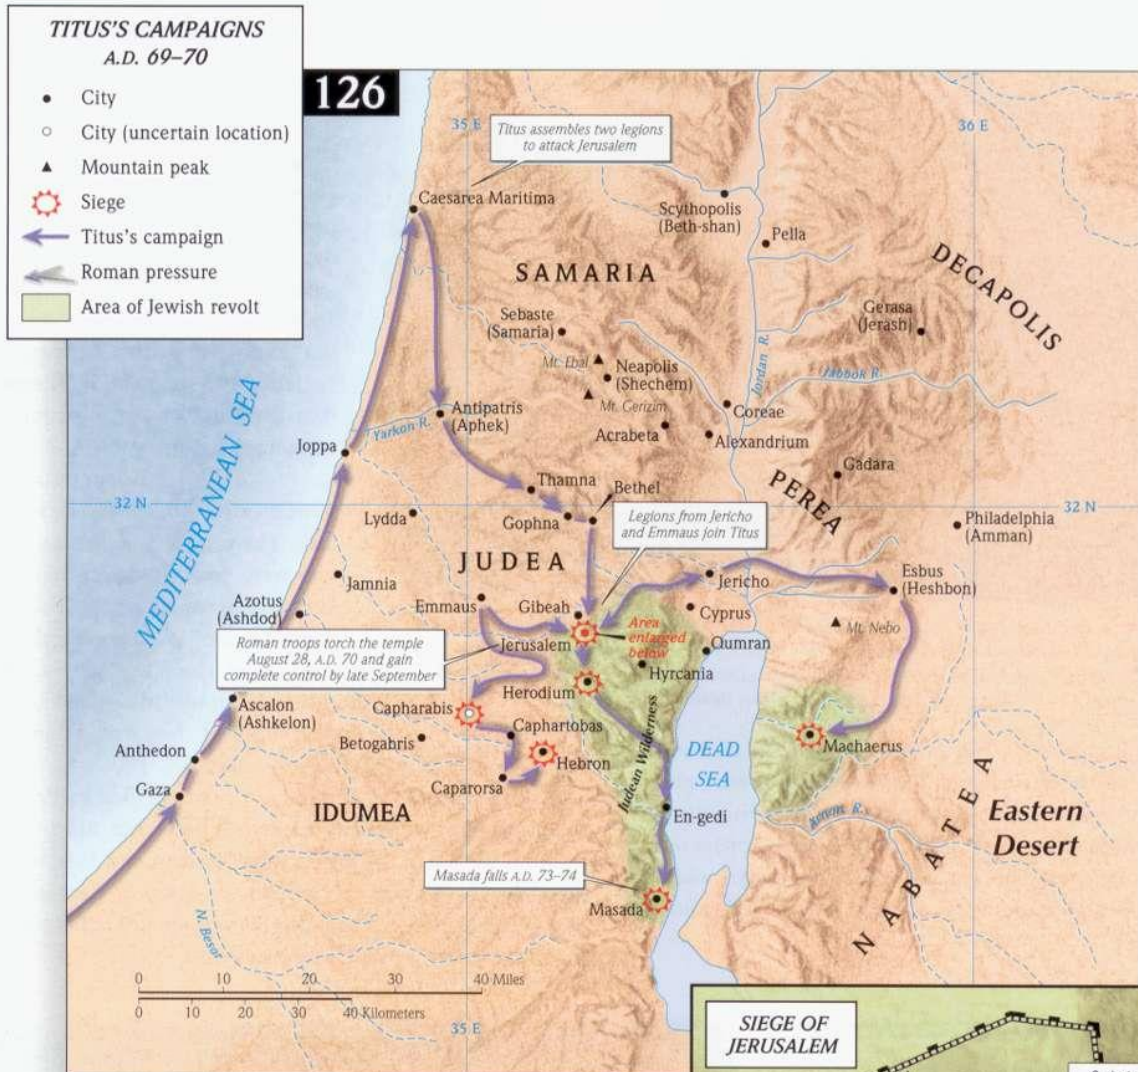 TITUS'S CAMPAIGNS
A.D. 69–70
City
City (uncertain location)
Mountain peak
Siege
Titus's campaign
Roman pressure
Area of Jewish revolt
126
35 E
36 E
Titus assembles two legions
to attack Jerusalem
Caesarea Maritima
Scythopolis
(Beth-shan)
Pella
SAMARIA
DECAPOLIS
Sebaste
(Samaria)
Gerasa
(Jerash)
Mt. Ebal
Neapolis
(Shechem)
Jordan R.
Jabbok R.
Mt. Gerizim
MEDITERRANEAN SEA
Antipatris
(Aphek)
Yarkon R.
Coreae
Acrabeta
Alexandrium
Joppa
Gadara
Thamna
Bethel
PEREA
32 N
32 N
Lydda
Gophna
Legions from Jericho
and Emmaus join Titus
Philadelphia
(Amman)
JUDEA
Jamnia
Jericho
Esbus
(Heshbon)
Azotus
(Ashdod)
Emmaus
Gibeah
Cyprus
Area
enlarged
below
Mt. Nebo
Roman troops torch the temple
August 28, A.D. 70 and gain
complete control by late September
Jerusalem
Qumran
Hyrcania
Herodium
Ascalon
(Ashkelon)
Capharabis
Caphartobas
Judean Wilderness
Betogabris
Machaerus
DEAD
SEA
Anthedon
Hebron
Gaza
Caparorsa
NABATEA
IDUMEA
En-gedi
Arnon R.
Eastern
Desert
Masada falls A.D. 73–74
Masada
N. Besor
0 10 20 30 40 Miles
0 10 20 30 40 Kilometers
35 E
SIEGE OF
JERUSALEM